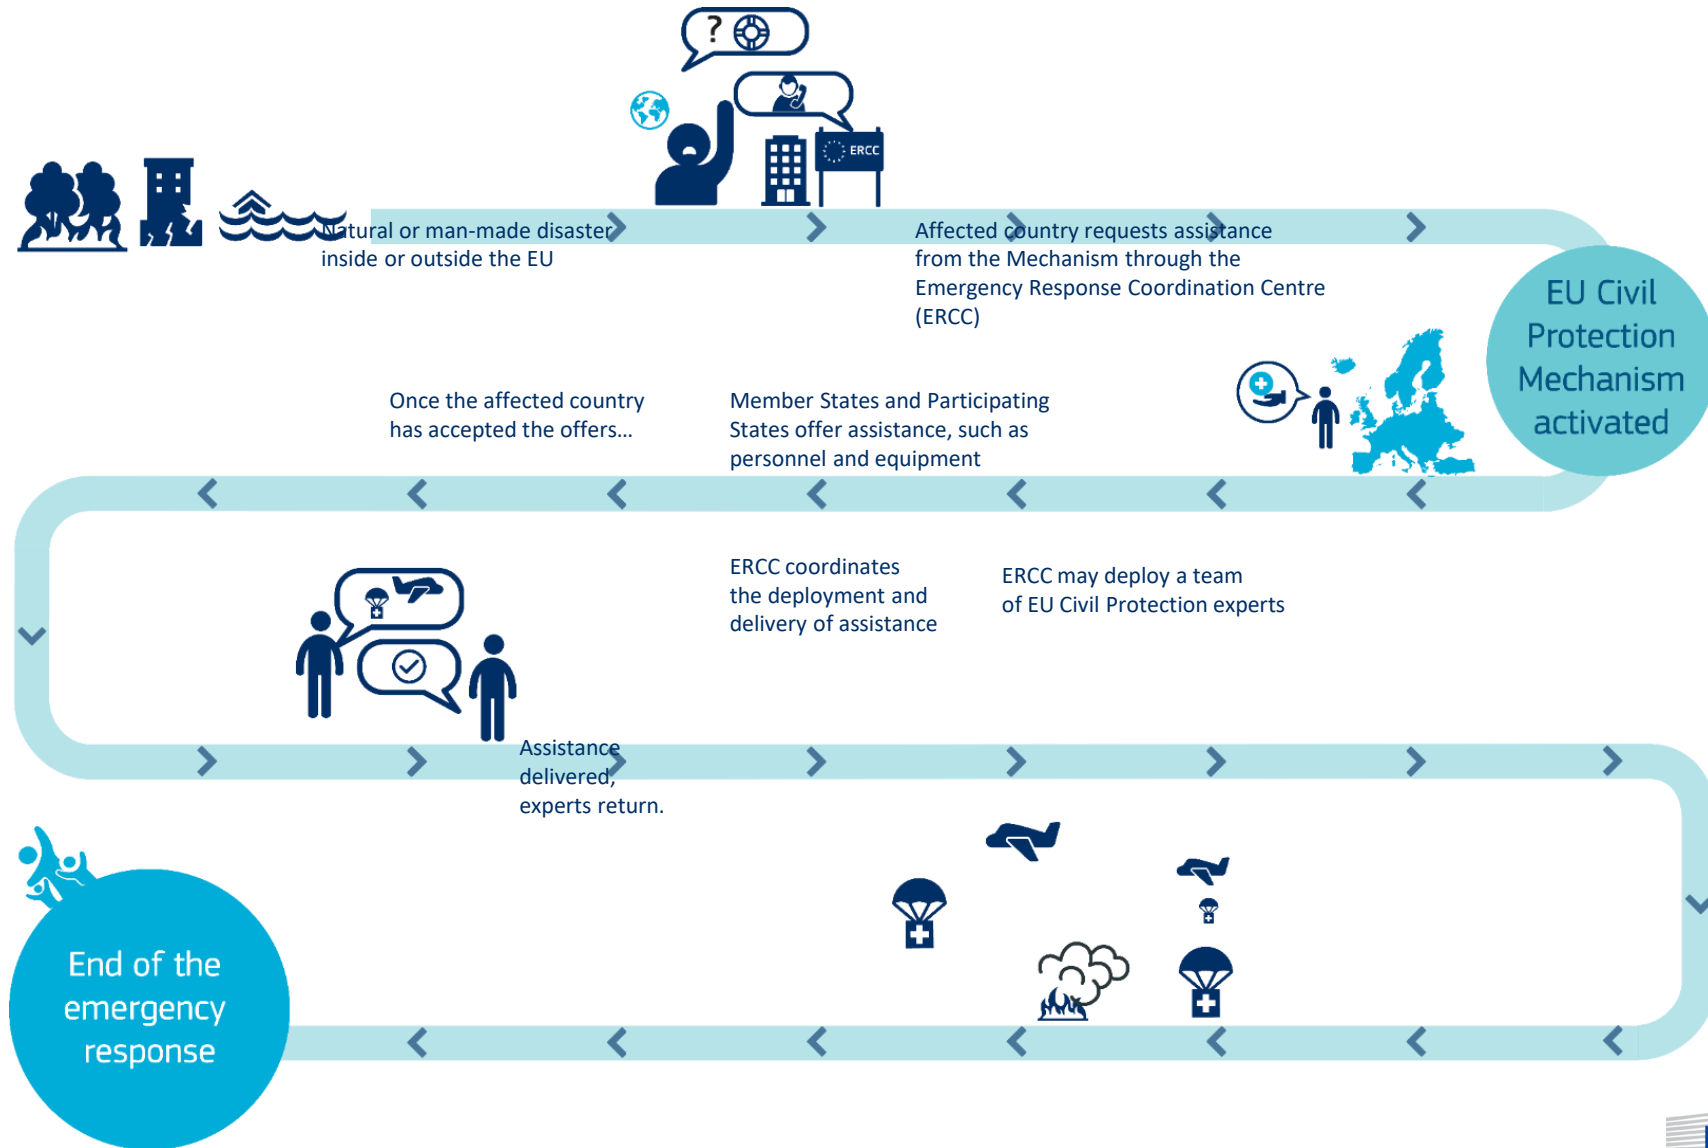 ?
ERCC
Natural or man-made disaster
inside or outside the EU
Affected country requests assistance
from the Mechanism through the
Emergency Response Coordination Centre
(ERCC)
EU Civil
Protection
Mechanism
activated
Member States and Participating
States offer assistance, such as
personnel and equipment
Once the affected country
has accepted the offers...
ERCC coordinates
the deployment and
delivery of assistance
ERCC may deploy a team
of EU Civil Protection experts
Assistance
delivered,
experts return.
End of the
emergency
response